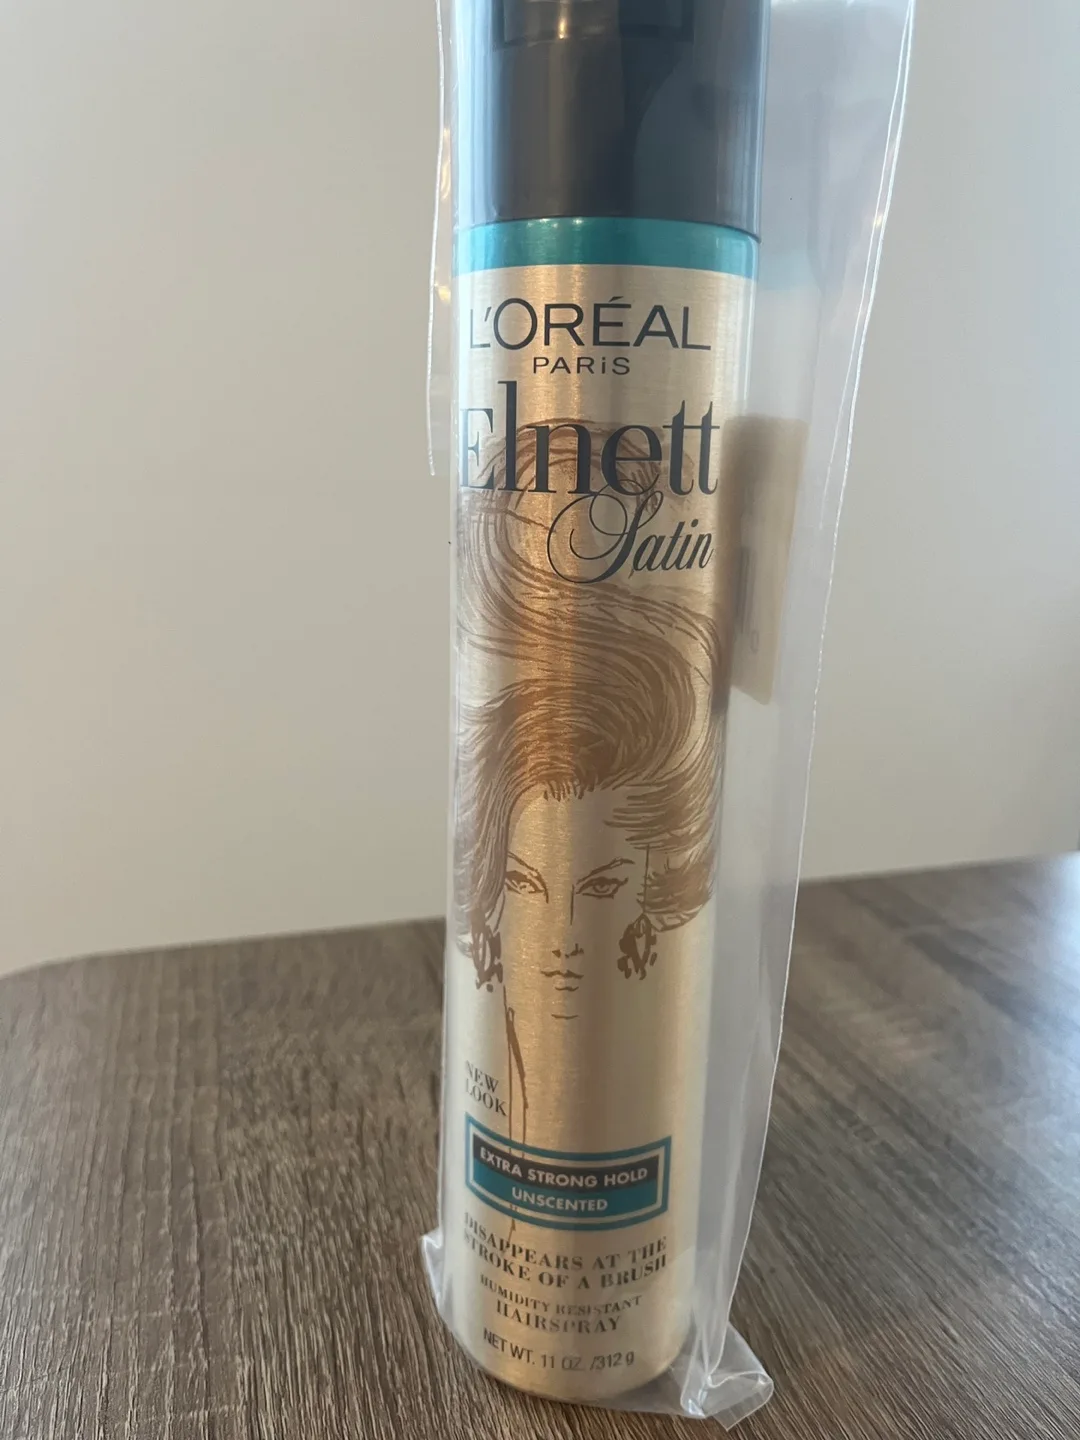 L'ORÉAL
PARiS
Elnett
Satin
NEW
LOOK
EXTRA STRONG HOLD
UNSCENTED
DISAPPEARS AT THE
STROKE OF A BRUSH
HUMIDITY RESISTANT
HAIRSPRAY
NET WT. 11 OZ. /312 g